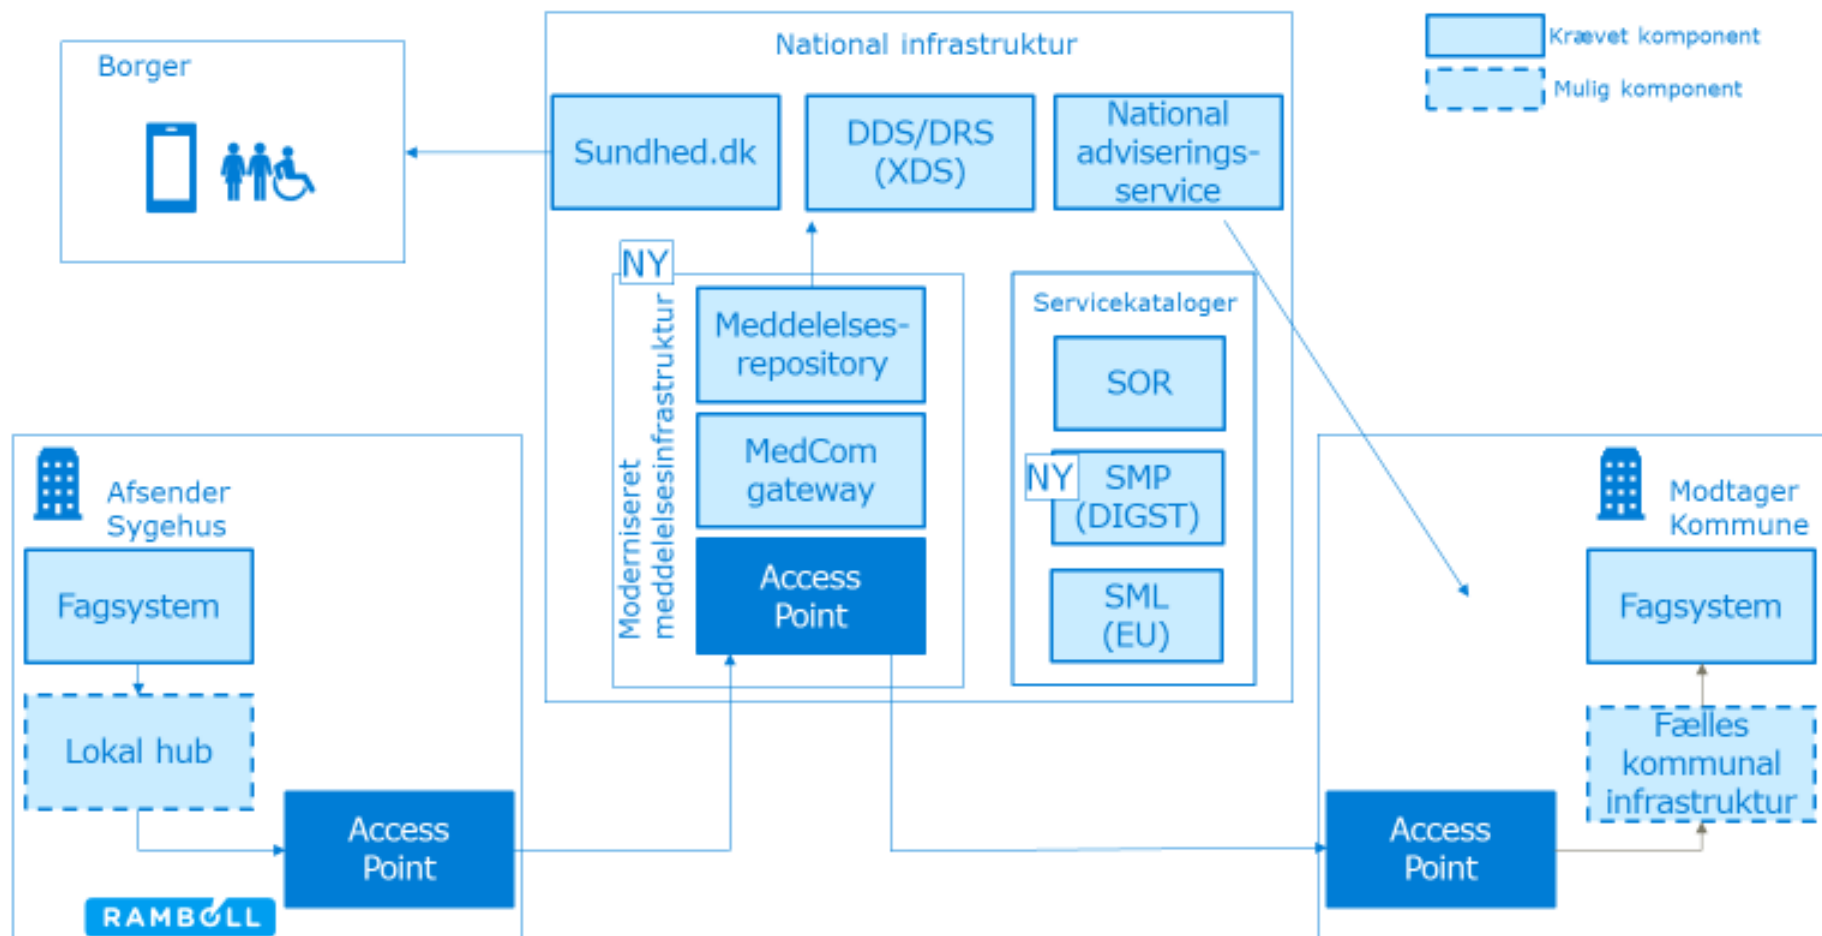 National infrastruktur
Krævet komponent
Mulig komponent
Borger
Sundhed.dk
DDS/DRS
(XDS)
National
adviserings-
service
NY
Moderniseret
meddelelsesinfrastruktur
Meddelelses-
repository
MedCom
gateway
Access
Point
Servicekataloger
SOR
NY
SMP
(DIGST)
SML
(EU)
Afsender
Sygehus
Fagsystem
Lokal hub
Access
Point
RAMBOLL
Modtager
Kommune
Fagsystem
Fælles
kommunal
infrastruktur
Access
Point